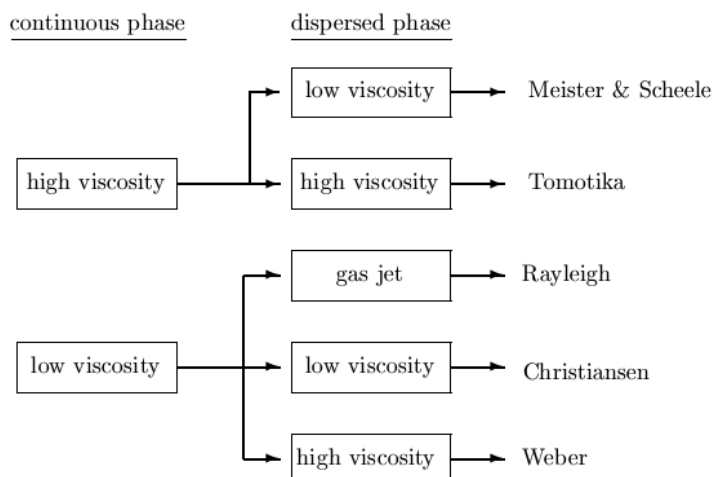 continuous phase
dispersed phase
low viscosity
Meister & Scheele
high viscosity
high viscosity
Tomotika
gas jet
Rayleigh
low viscosity
low viscosity
Christiansen
high viscosity
Weber